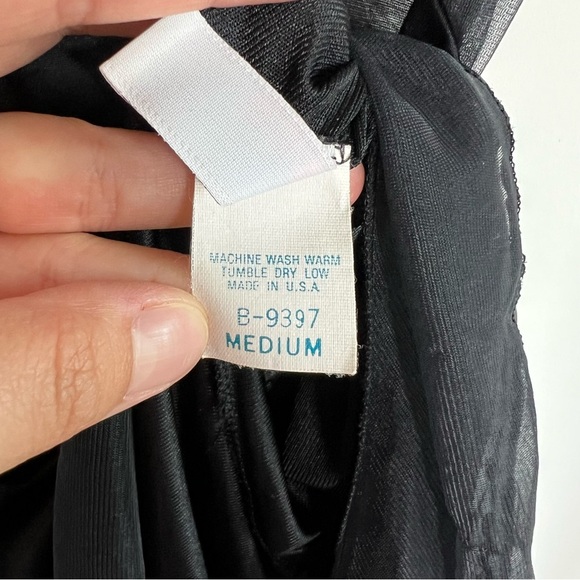 MACHINE WASH WARM
TUMBLE DRY LOW
MADE IN U.S.A.
B-9397
MEDIUM